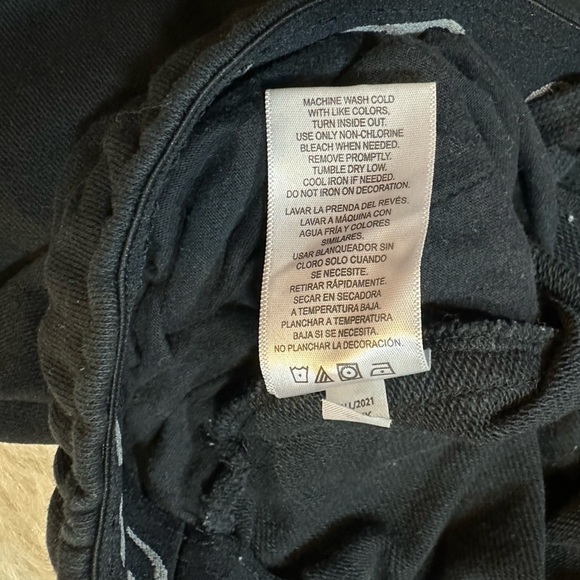 MACHINE WASH COLD
WITH LIKE COLORS,
TURN INSIDE OUT.
USE ONLY NON-CHLORINE
BLEACH WHEN NEEDED.
REMOVE PROMPTLY.
TUMBLE DRY LOW.
COOL IRON IF NEEDED.
DO NOT IRON ON DECORATION.
LAVAR LA PRENDA DEL REVÉS.
LAVAR A MÁQUINA CON
AGUA FRÍA Y COLORES
SIMILARES.
USAR BLANQUEADOR SIN
CLORO SOLO CUANDO
SE NECESITE.
RETIRAR RÁPIDAMENTE.
SECAR EN SECADORA
A TEMPERATURA BAJA.
PLANCHAR A TEMPERATURA
BAJA SI SE NECESITA.
NO PLANCHAR LA DECORACIÓN.
/2021